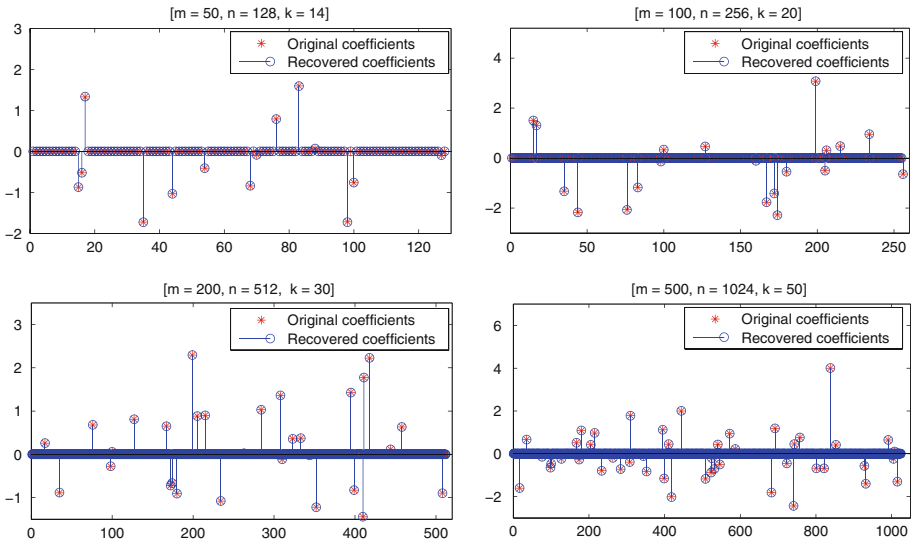 [m = 50, n = 128, k = 14]
3
2
1
0
−1
−2
0 20 40 60 80 100 120
Original coefficients
Recovered coefficients
[m = 100, n = 256, k = 20]
4
2
0
−2
0 50 100 150 200 250
Original coefficients
Recovered coefficients
[m = 200, n = 512, k = 30]
3
2
1
0
−1
0 100 200 300 400 500
Original coefficients
Recovered coefficients
[m = 500, n = 1024, k = 50]
6
4
2
0
−2
0 200 400 600 800 1000
Original coefficients
Recovered coefficients